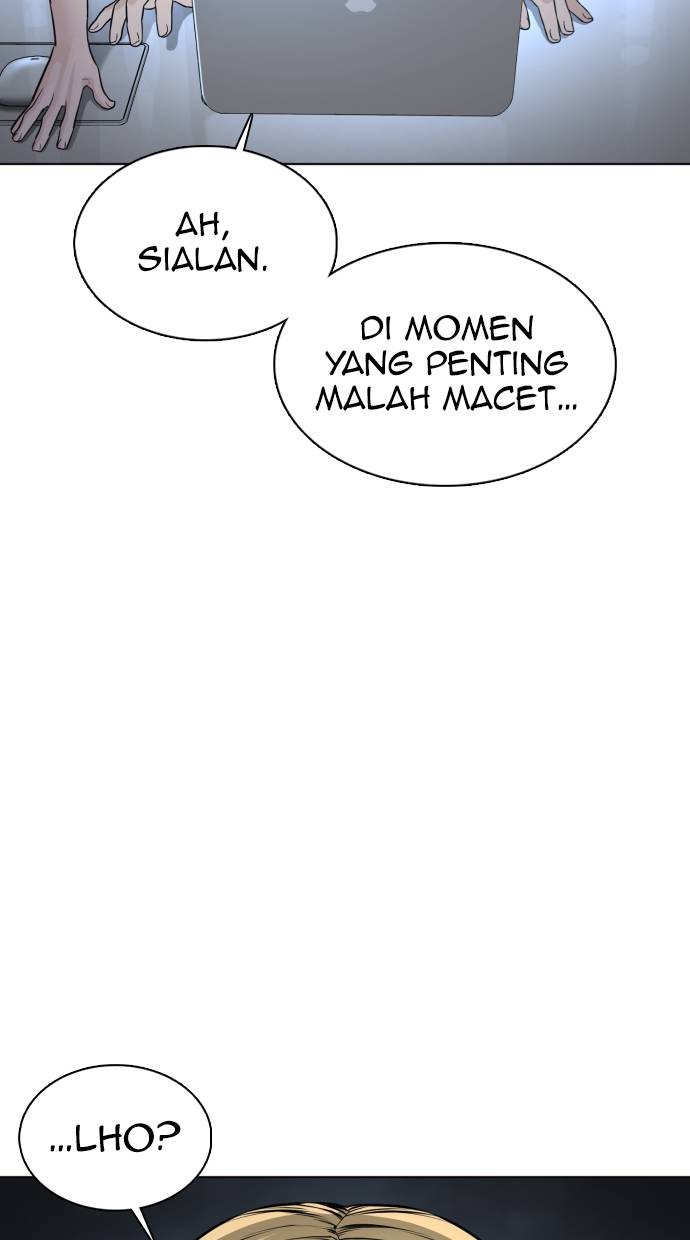 AH,
SIALAN.
DI MOMEN
YANG PENTING
MALAH MACET...
...LHO?